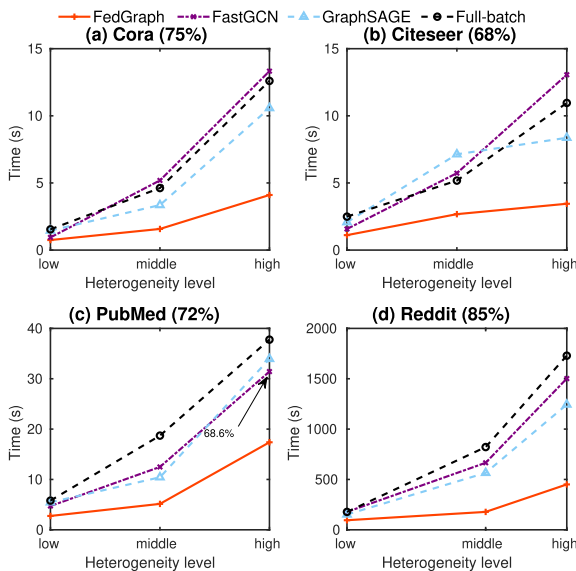 FedGraph FastGCN GraphSAGE Full-batch
(a) Cora (75%)
15
10
5
0
Time (s)
low middle high
Heterogeneity level
(b) Citeseer (68%)
15
10
5
0
Time (s)
low middle high
Heterogeneity level
(c) PubMed (72%)
40
30
20
10
0
Time (s)
68.6%
low middle high
Heterogeneity level
(d) Reddit (85%)
2000
1500
1000
500
0
Time (s)
low middle high
Heterogeneity level